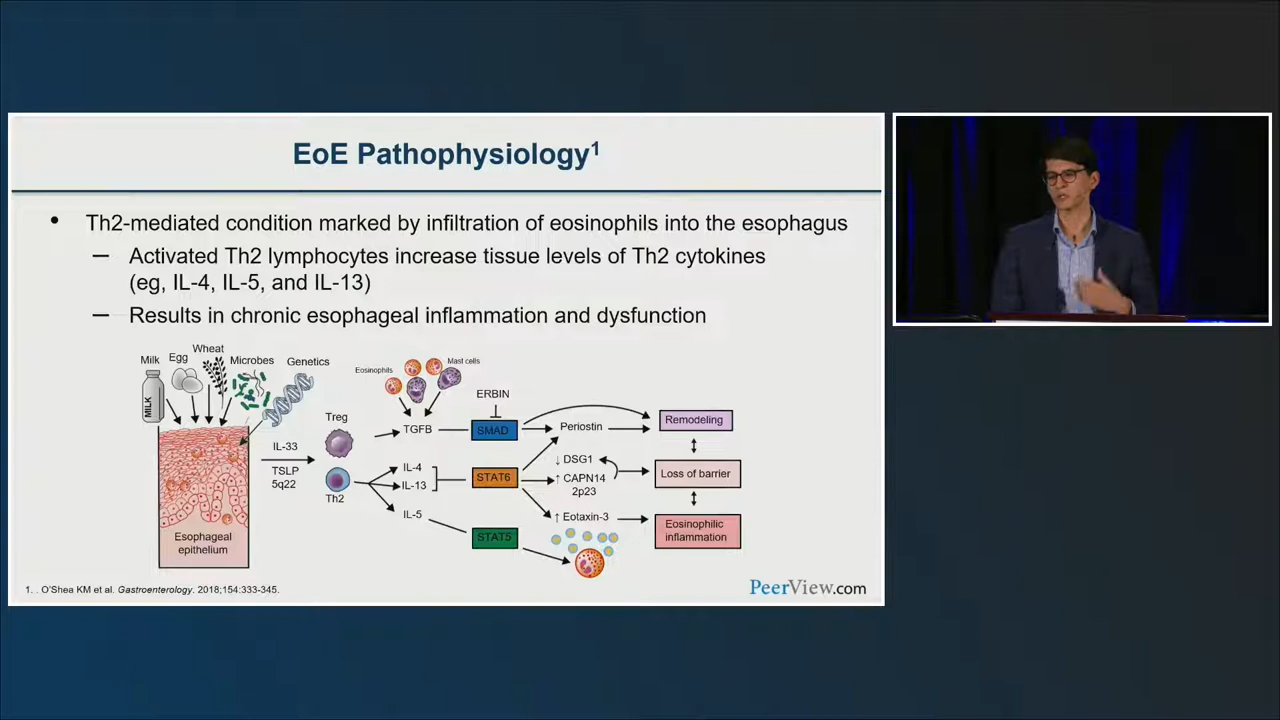 EoE Pathophysiology1
• Th2-mediated condition marked by infiltration of eosinophils into the esophagus
— Activated Th2 lymphocytes increase tissue levels of Th2 cytokines
(eg, IL-4, IL-5, and IL-13)
— Results in chronic esophageal inflammation and dysfunction
Milk
Egg
Wheat
Microbes
Genetics
MILK
Esophageal
epithelium
IL-33
TSLP
5q22
Treg
Th2
Eosinophils
Mast cells
TGFB
IL-4
IL-13
IL-5
ERBIN
SMAD
STAT6
STAT5
Periostin
↓ DSG1
↑ CAPN14
2p23
↑ Eotaxin-3
Remodeling
Loss of barrier
Eosinophilic
inflammation
1. . O'Shea KM et al. Gastroenterology. 2018;154:333-345.
PeerView.com